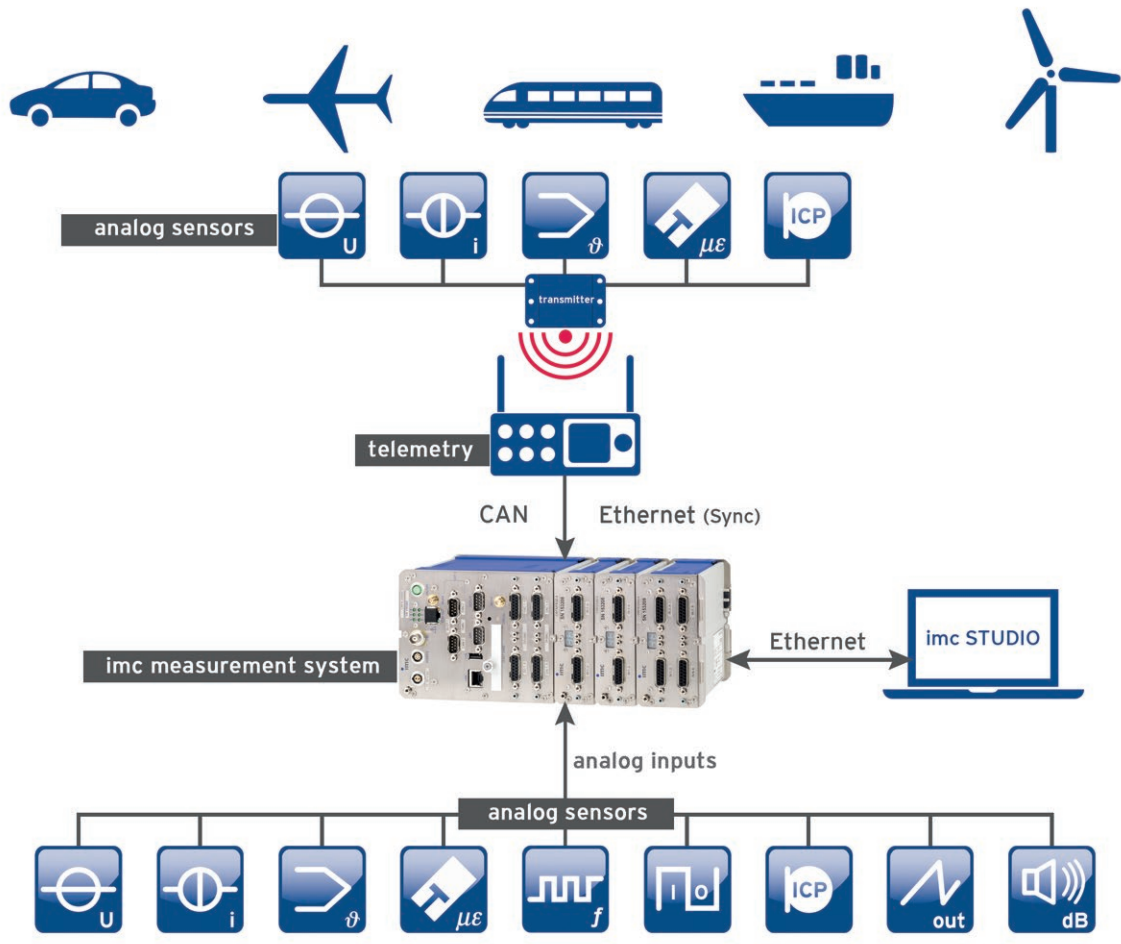 analog sensors
U
i
ϑ
με
ICP
transmitter
telemetry
CAN
Ethernet (Sync)
imc measurement system
Ethernet
imc STUDIO
analog inputs
analog sensors
U
i
ϑ
με
f
I O
ICP
out
dB